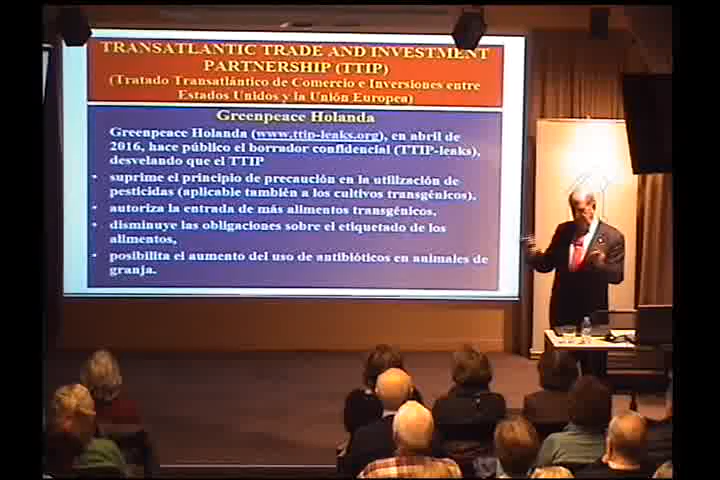 TRANSATLANTIC TRADE AND INVESTMENT
PARTNERSHIP (TTIP)
(Tratado Transatlántico de Comercio e Inversiones entre
Estados Unidos y la Unión Europea)
Greenpeace Holanda
Greenpeace Holanda (www.ttip-leaks.org), en abril de
2016, hace público el borrador confidencial (TTIP-leaks),
desvelando que el TTIP
• suprime el principio de precaución en la utilización de
pesticidas (aplicable también a los cultivos transgénicos),
• autoriza la entrada de más alimentos transgénicos,
• disminuye las obligaciones sobre el etiquetado de los
alimentos,
• posibilita el aumento del uso de antibióticos en animales de
granja.